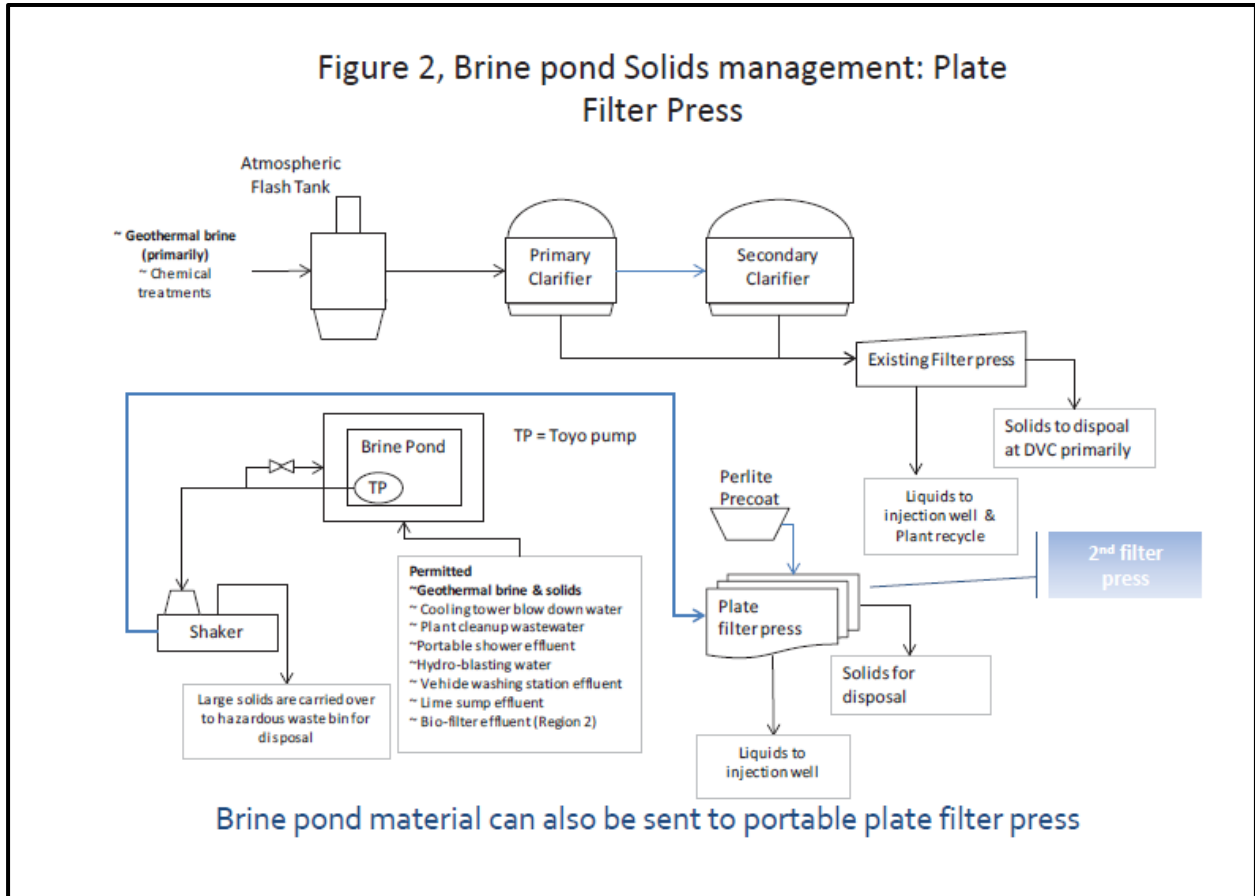 Figure 2, Brine pond Solids management: Plate
Filter Press
Atmospheric
Flash Tank
~ Geothermal brine
(primarily)
~ Chemical
treatments
Primary
Clarifier
Secondary
Clarifier
Existing Filter press
Solids to dispoal
at DVC primarily
Liquids to
injection well &
Plant recycle
Brine Pond
TP
TP = Toyo pump
Perlite
Precoat
2nd filter
press
Permitted
~Geothermal brine & solids
~ Cooling tower blow down water
~ Plant cleanup wastewater
~Portable shower effluent
~Hydro-blasting water
~ Vehicle washing station effluent
~ Lime sump effluent
~ Bio-filter effluent (Region 2)
Shaker
Large solids are carried over
to hazardous waste bin for
disposal
Plate
filter press
Solids for
disposal
Liquids to
injection well
Brine pond material can also be sent to portable plate filter press